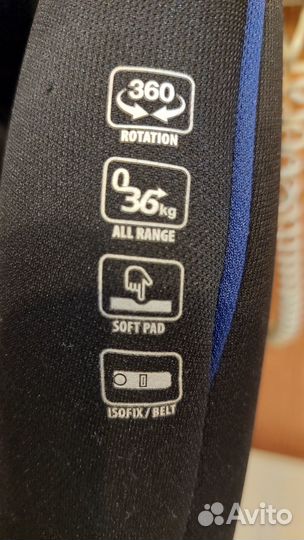 360
ROTATION
0
36kg
ALL RANGE
SOFT PAD
ISOFIX / BELT
Avito